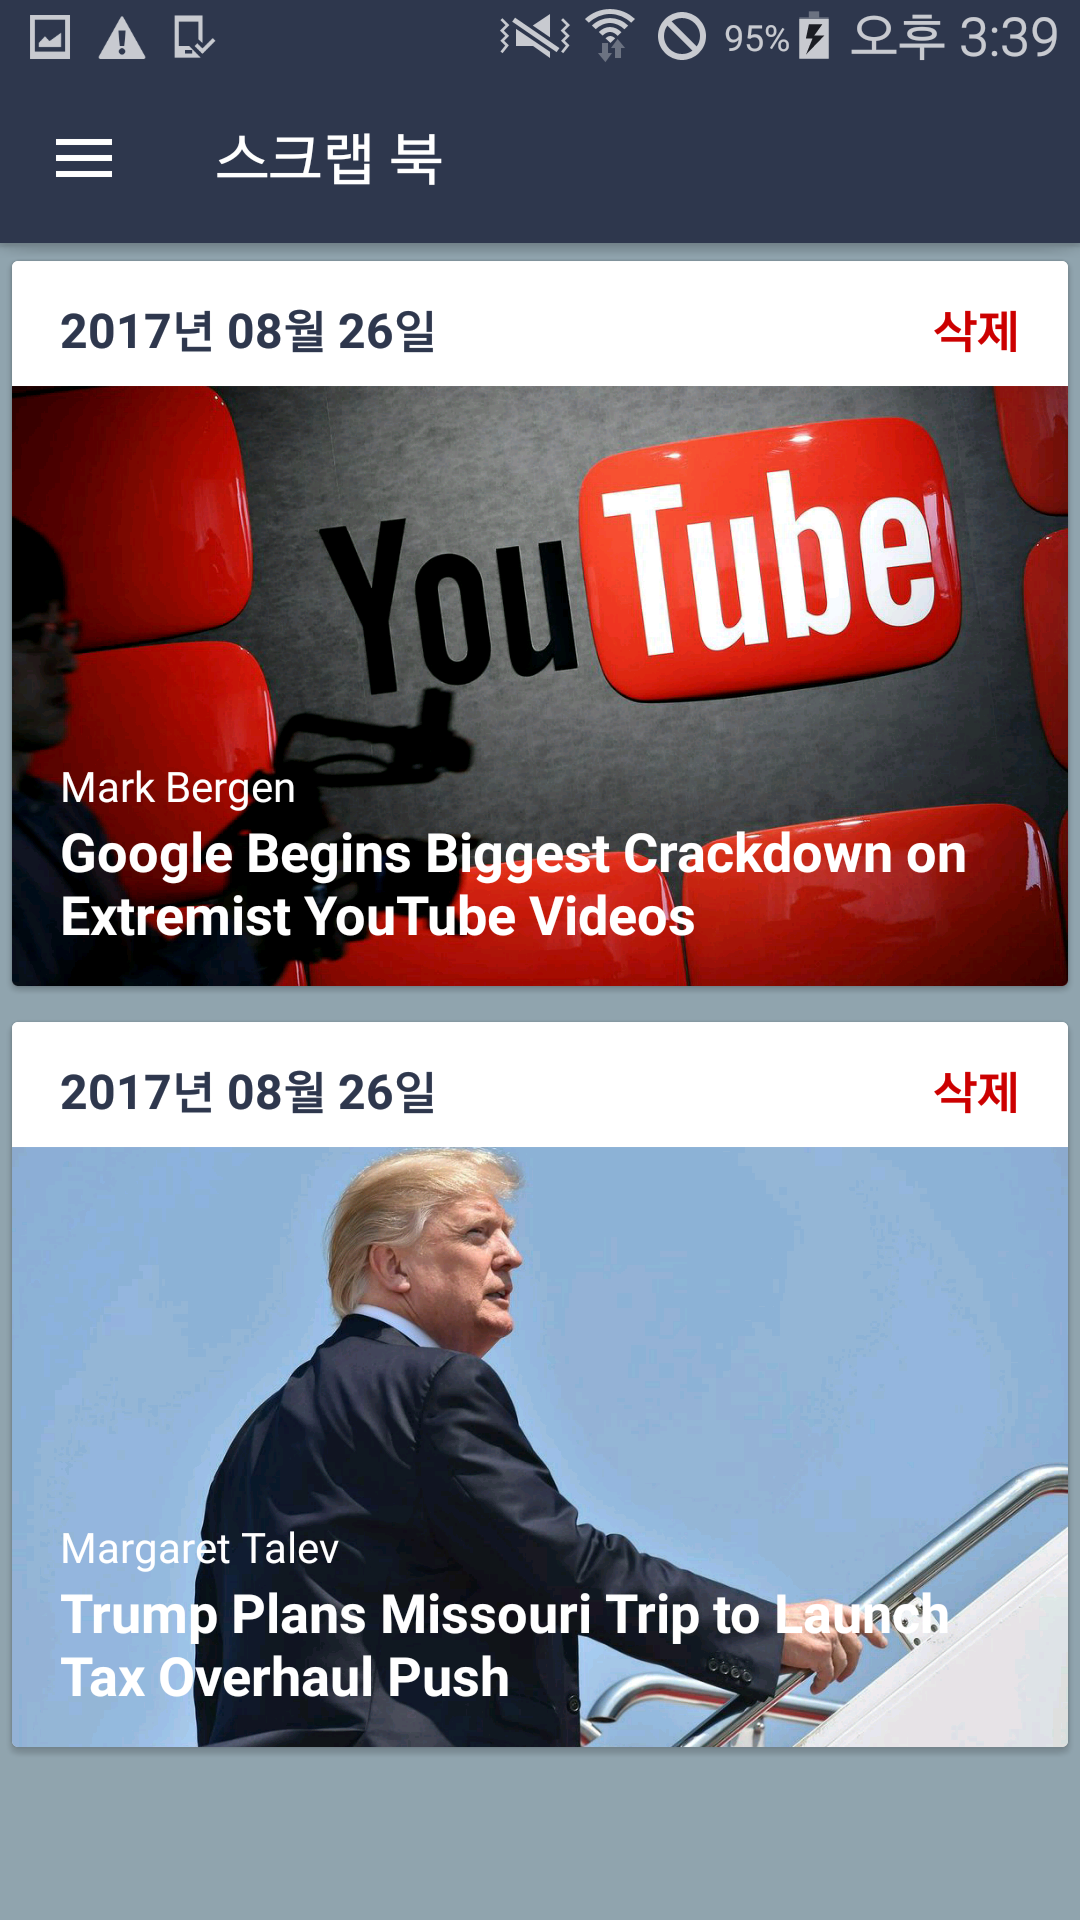 95% 오후 3:39
스크랩 북
2017년 08월 26일 삭제
YouTube
Mark Bergen
Google Begins Biggest Crackdown on
Extremist YouTube Videos
2017년 08월 26일 삭제
Margaret Talev
Trump Plans Missouri Trip to Launch
Tax Overhaul Push